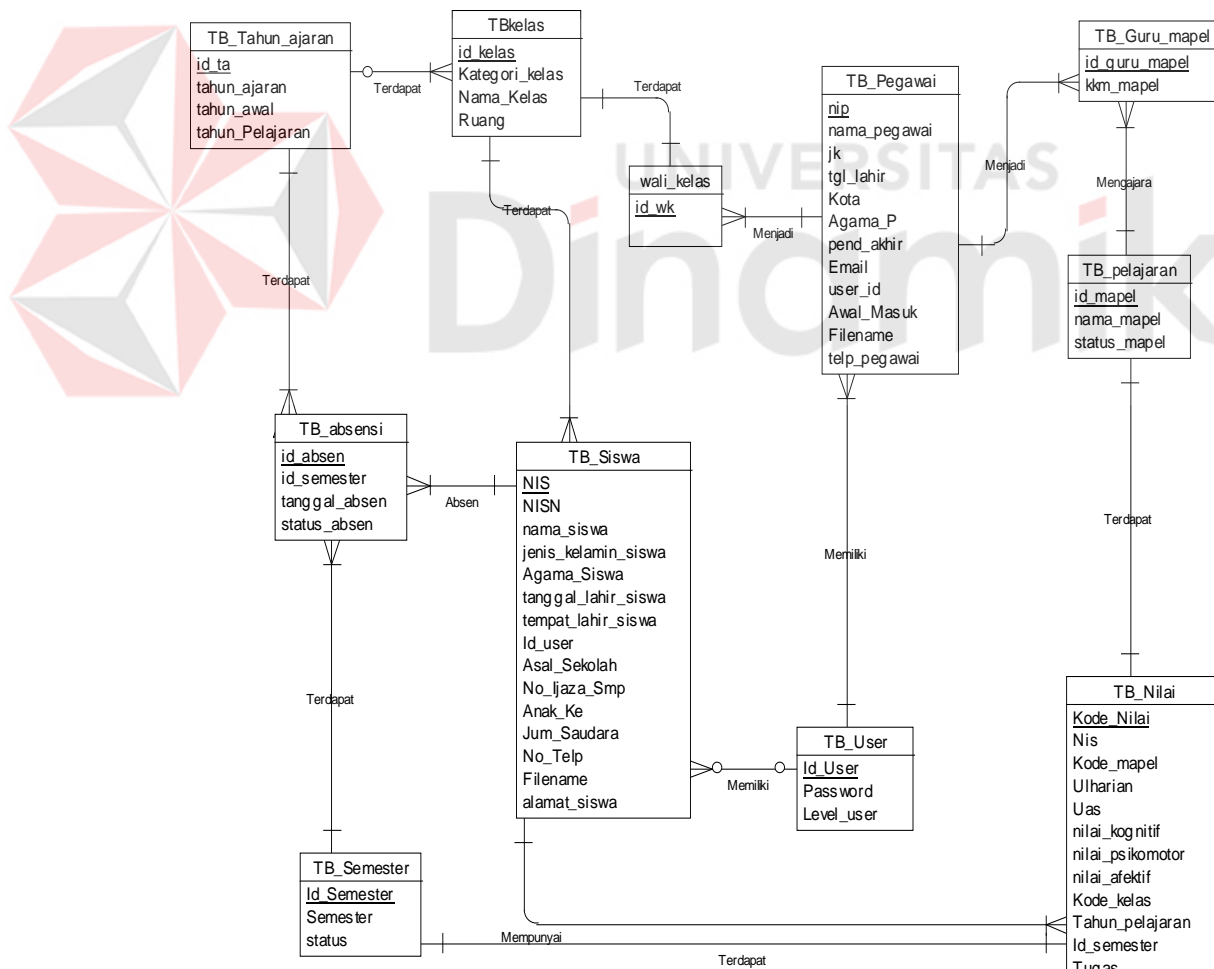 TB_Tahun_ajaran
id_ta
tahun_ajaran
tahun_awal
tahun_Pelajaran
Terdapat
TBkelas
id_kelas
Kategori_kelas
Nama_Kelas
Ruang
Terdapat
wali_kelas
id_wk
Menjadi
TB_Pegawai
nip
nama_pegawai
jk
tgl_lahir
Kota
Agama_P
pend_akhir
Email
user_id
Awal_Masuk
Filename
telp_pegawai
Menjadi
TB_Guru_mapel
id_guru_mapel
kkm_mapel
Mengajara
TB_pelajaran
id_mapel
nama_mapel
status_mapel
UNIVERSITAS
Dinamik
Terdapat
Terdapat
TB_absensi
id_absen
id_semester
tanggal_absen
status_absen
Absen
TB_Siswa
NIS
NISN
nama_siswa
jenis_kelamin_siswa
Agama_Siswa
tanggal_lahir_siswa
tempat_lahir_siswa
Id_user
Asal_Sekolah
No_Ijaza_Smp
Anak_Ke
Jum_Saudara
No_Telp
Filename
alamat_siswa
Memiliki
Memiliki
TB_User
Id_User
Password
Level_user
Terdapat
Terdapat
TB_Semester
Id_Semester
Semester
status
Mempunyai
Terdapat
TB_Nilai
Kode_Nilai
Nis
Kode_mapel
Ulharian
Uas
nilai_kognitif
nilai_psikomotor
nilai_afektif
Kode_kelas
Tahun_pelajaran
Id_semester
Tugas